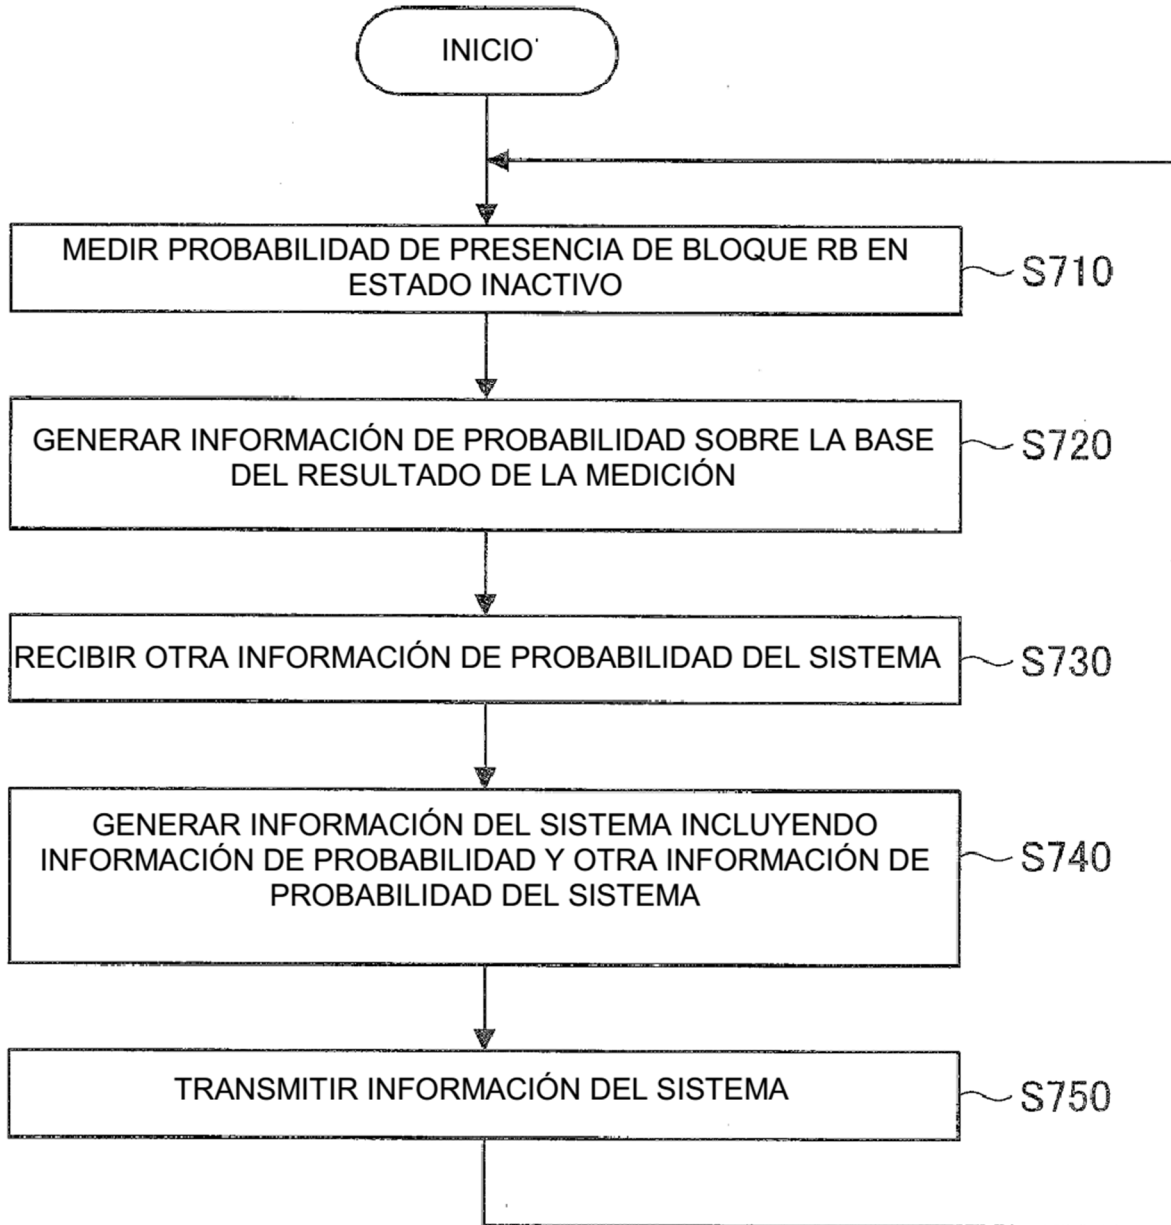 INICIO
MEDIR PROBABILIDAD DE PRESENCIA DE BLOQUE RB EN
ESTADO INACTIVO
S710
GENERAR INFORMACIÓN DE PROBABILIDAD SOBRE LA BASE
DEL RESULTADO DE LA MEDICIÓN
S720
RECIBIR OTRA INFORMACIÓN DE PROBABILIDAD DEL SISTEMA
S730
GENERAR INFORMACIÓN DEL SISTEMA INCLUYENDO
INFORMACIÓN DE PROBABILIDAD Y OTRA INFORMACIÓN DE
PROBABILIDAD DEL SISTEMA
S740
TRANSMITIR INFORMACIÓN DEL SISTEMA
S750